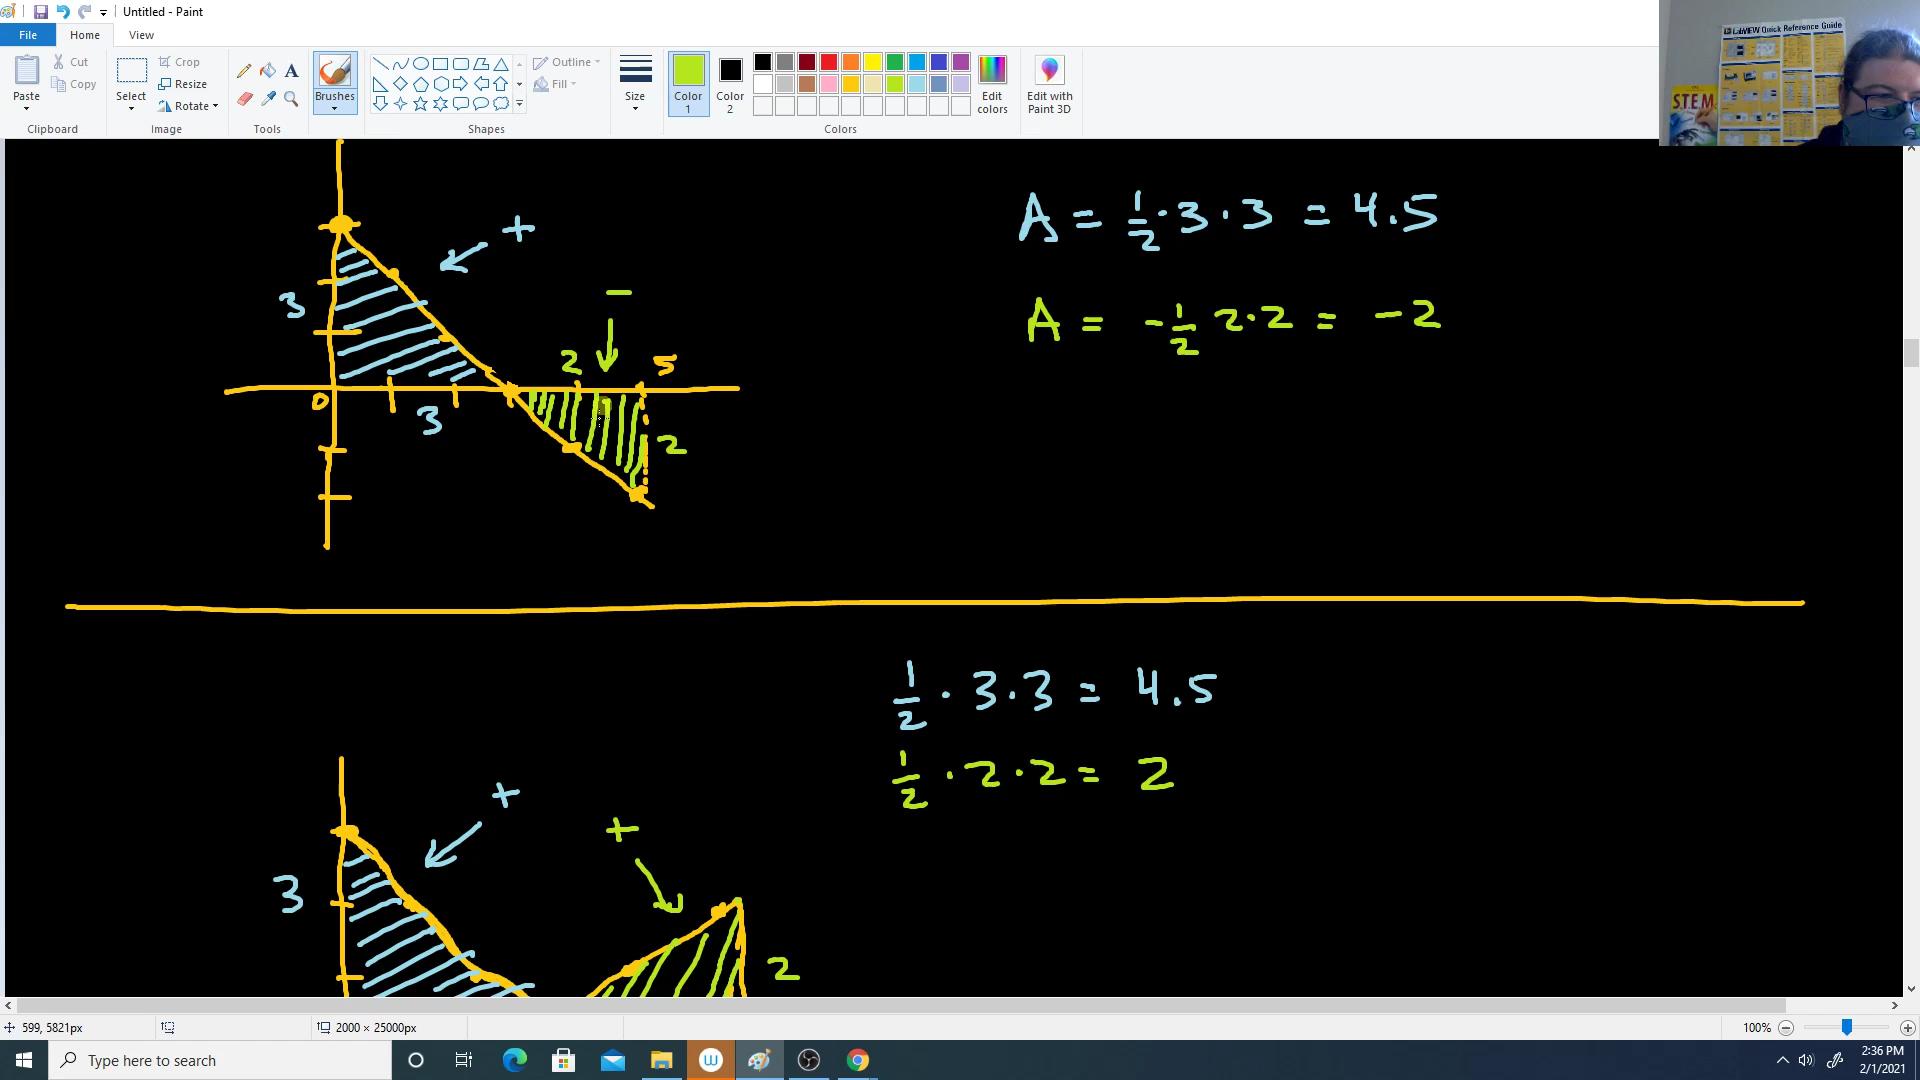 Untitled - Paint
File Home View
Paste
Cut
Copy
Clipboard
Select
Crop
Resize
Rotate
Image
A
Tools
Brushes
Shapes
Outline
Fill
Size
Color 1
Color 2
Edit colors
Colors
Edit with Paint 3D
LabVIEW Quick Reference Guide
S.T.E.M
+
3
−
2
5
0
3
2
A = 1/2 · 3 · 3 = 4.5
A = -1/2 2 · 2 = -2
1/2 · 3 · 3 = 4.5
1/2 · 2 · 2 = 2
+
+
3
2
599, 5821px
2000 × 25000px
100%
Type here to search
2:36 PM
2/1/2021